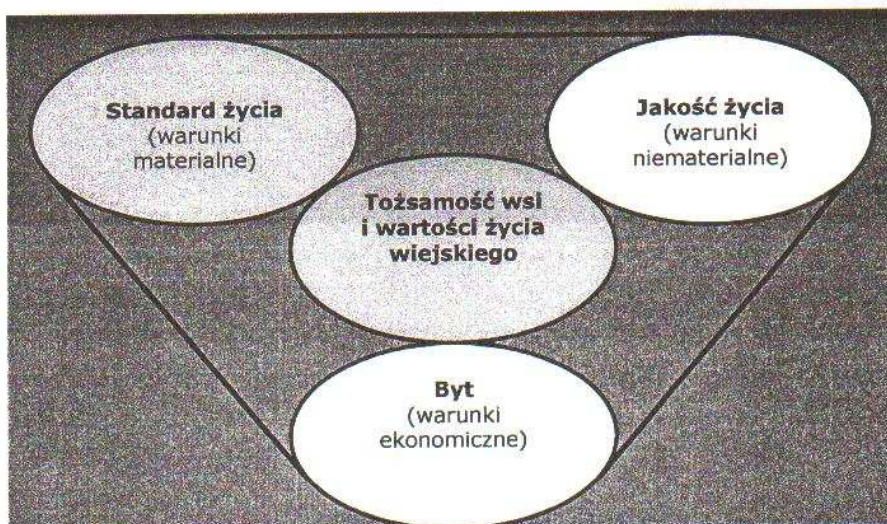 Standard życia
(warunki
materialne)
Jakość życia
(warunki
niematerialne)
Tożsamość wsi
i wartości życia
wiejskiego
Byt
(warunki
ekonomiczne)